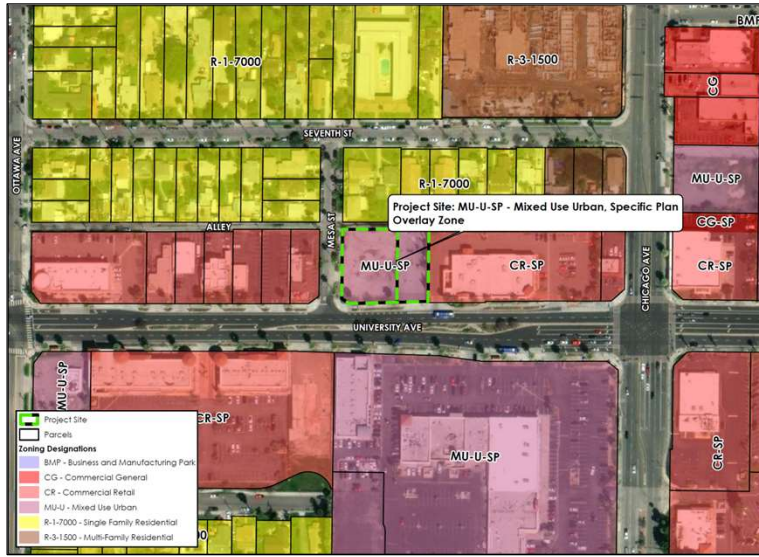 BMP
R-1-7000
R-3-1500
CG
SEVENTH ST
OTTAWA AVE
MU-U-SP
R-1-7000
Project Site: MU-U-SP - Mixed Use Urban, Specific Plan
Overlay Zone
MESA ST
ALLEY
CG-SP
MU-U-SP
CR-SP
CR-SP
CHICAGO AVE
UNIVERSITY AVE
MU-U-SP
CR-SP
MU-U-SP
CR-SP
Project Site
Parcels
Zoning Designations
BMP - Business and Manufacturing Park
CG - Commercial General
CR - Commercial Retail
MU-U - Mixed Use Urban
R-1-7000 - Single Family Residential
R-3-1500 - Multi-Family Residential